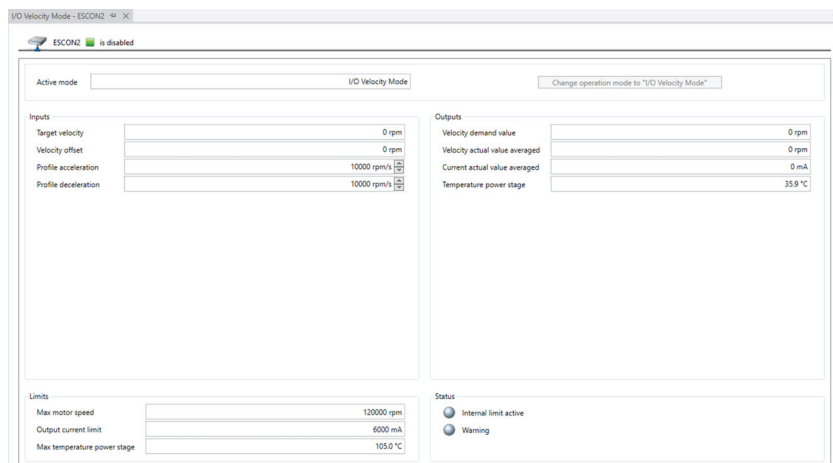 I/O Velocity Mode - ESCON2
ESCON2 is disabled
Active mode I/O Velocity Mode Change operation mode to "I/O Velocity Mode"
Inputs
Target velocity 0 rpm
Velocity offset 0 rpm
Profile acceleration 10000 rpm/s
Profile deceleration 10000 rpm/s
Outputs
Velocity demand value 0 rpm
Velocity actual value averaged 0 rpm
Current actual value averaged 0 mA
Temperature power stage 35.9 °C
Limits
Max motor speed 120000 rpm
Output current limit 6000 mA
Max temperature power stage 105.0 °C
Status
Internal limit active
Warning